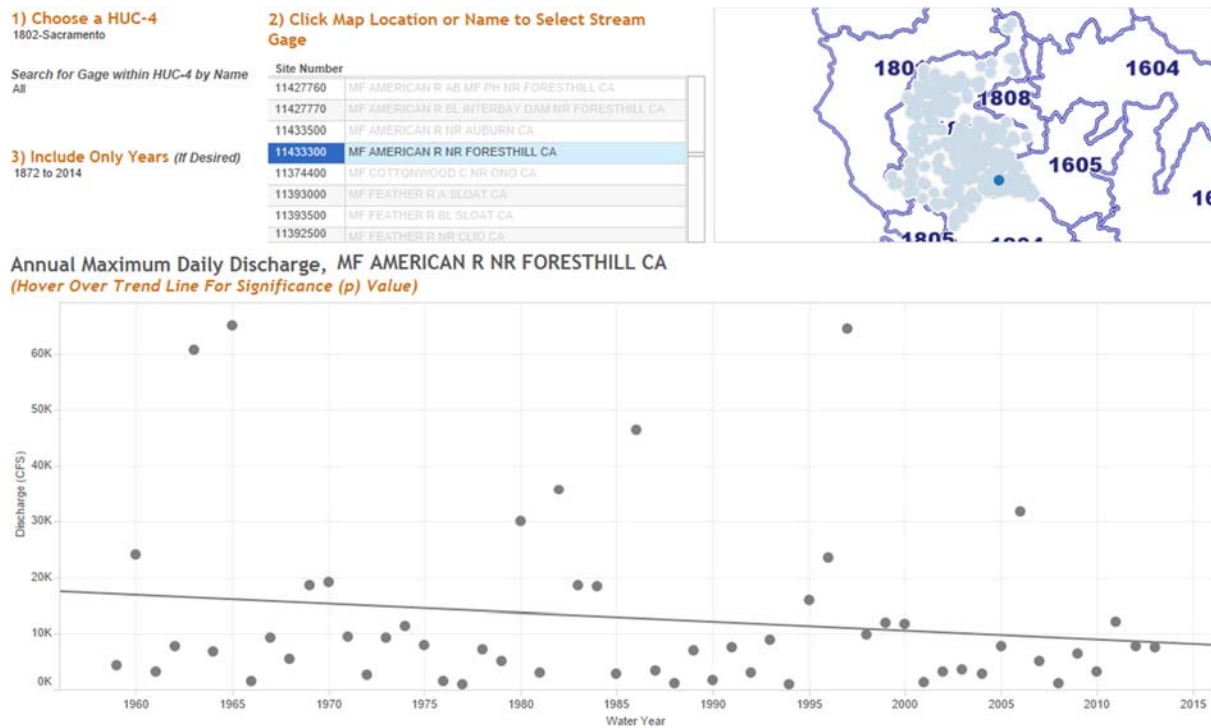 1) Choose a HUC-4
1802-Sacramento
Search for Gage within HUC-4 by Name
All
3) Include Only Years (If Desired)
1872 to 2014
2) Click Map Location or Name to Select Stream
Gage
Site Number
11427760 MF AMERICAN R AB MF PH NR FORESTHILL CA
11427770 MF AMERICAN R BL INTERBAY DAM NR FORESTHILL CA
11433500 MF AMERICAN R NR AUBURN CA
11433300 MF AMERICAN R NR FORESTHILL CA
11374400 MF COTTONWOOD C NR ONO CA
11393000 MF FEATHER R A SLOAT CA
11393500 MF FEATHER R BL SLOAT CA
11392500 MF FEATHER R NR CLIO CA
1604
1808
1605
1805
Annual Maximum Daily Discharge, MF AMERICAN R NR FORESTHILL CA
(Hover Over Trend Line For Significance (p) Value)
60K
50K
40K
30K
20K
10K
0K
Discharge (CFS)
1960 1965 1970 1975 1980 1985 1990 1995 2000 2005 2010 2015
Water Year